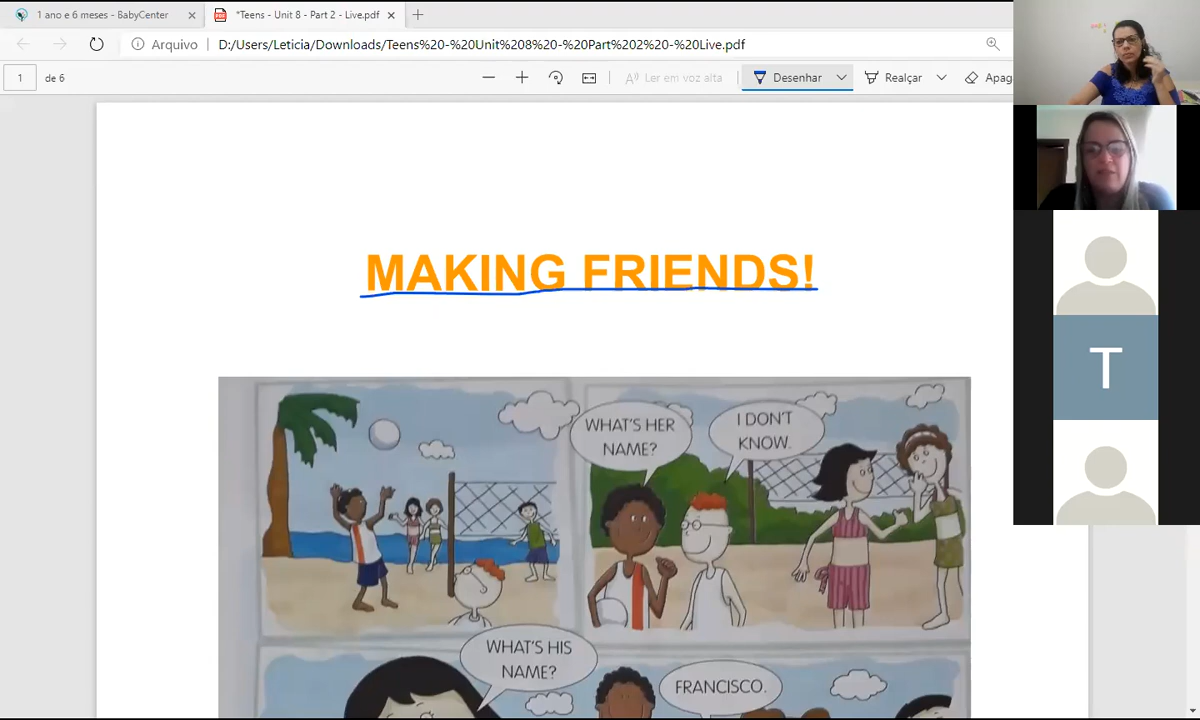 1 ano e 6 meses - BabyCenter
*Teens - Unit 8 - Part 2 - Live.pdf
Arquivo
D:/Users/Leticia/Downloads/Teens%20-%20Unit%208%20-%20Part%202%20-%20Live.pdf
1
de 6
Ler em voz alta
Desenhar
Realçar
Apag
MAKING FRIENDS!
WHAT'S HER
NAME?
I DON'T
KNOW.
WHAT'S HIS
NAME?
FRANCISCO.
T